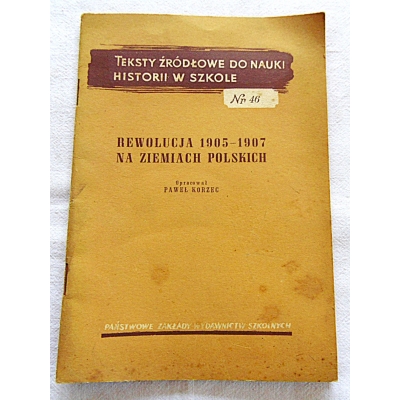 TEKSTY ŹRÓDŁOWE DO NAUKI
HISTORII W SZKOLE
Nr 46
REWOLUCJA 1905-1907
NA ZIEMIACH POLSKICH
Opracował
PAWEŁ KORZEC
PAŃSTWOWE ZAKŁADY WYDAWNICTW SZKOLNYCH